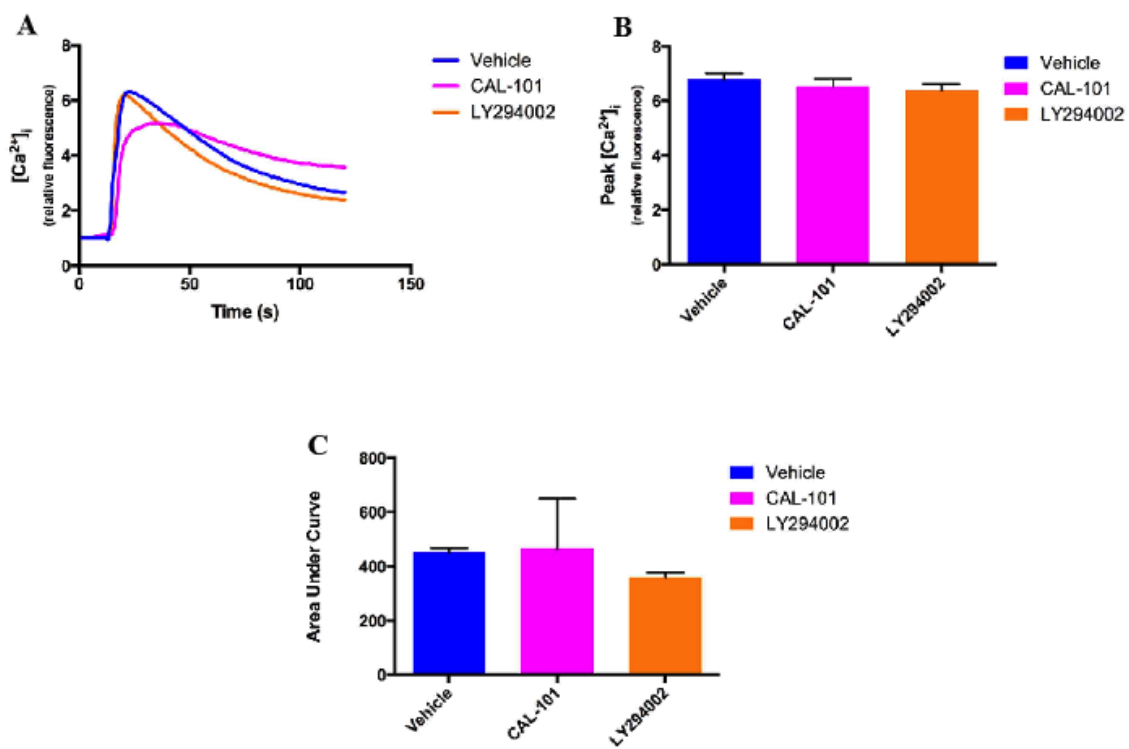 A
8
6
4
2
0
[Ca²⁺]ᵢ
(relative fluorescence)
0
50
100
150
Time (s)
Vehicle
CAL-101
LY294002
B
8
6
4
2
0
Peak [Ca²⁺]ᵢ
(relative fluorescence)
Vehicle
CAL-101
LY294002
Vehicle
CAL-101
LY294002
C
800
600
400
200
0
Area Under Curve
Vehicle
CAL-101
LY294002
Vehicle
CAL-101
LY294002